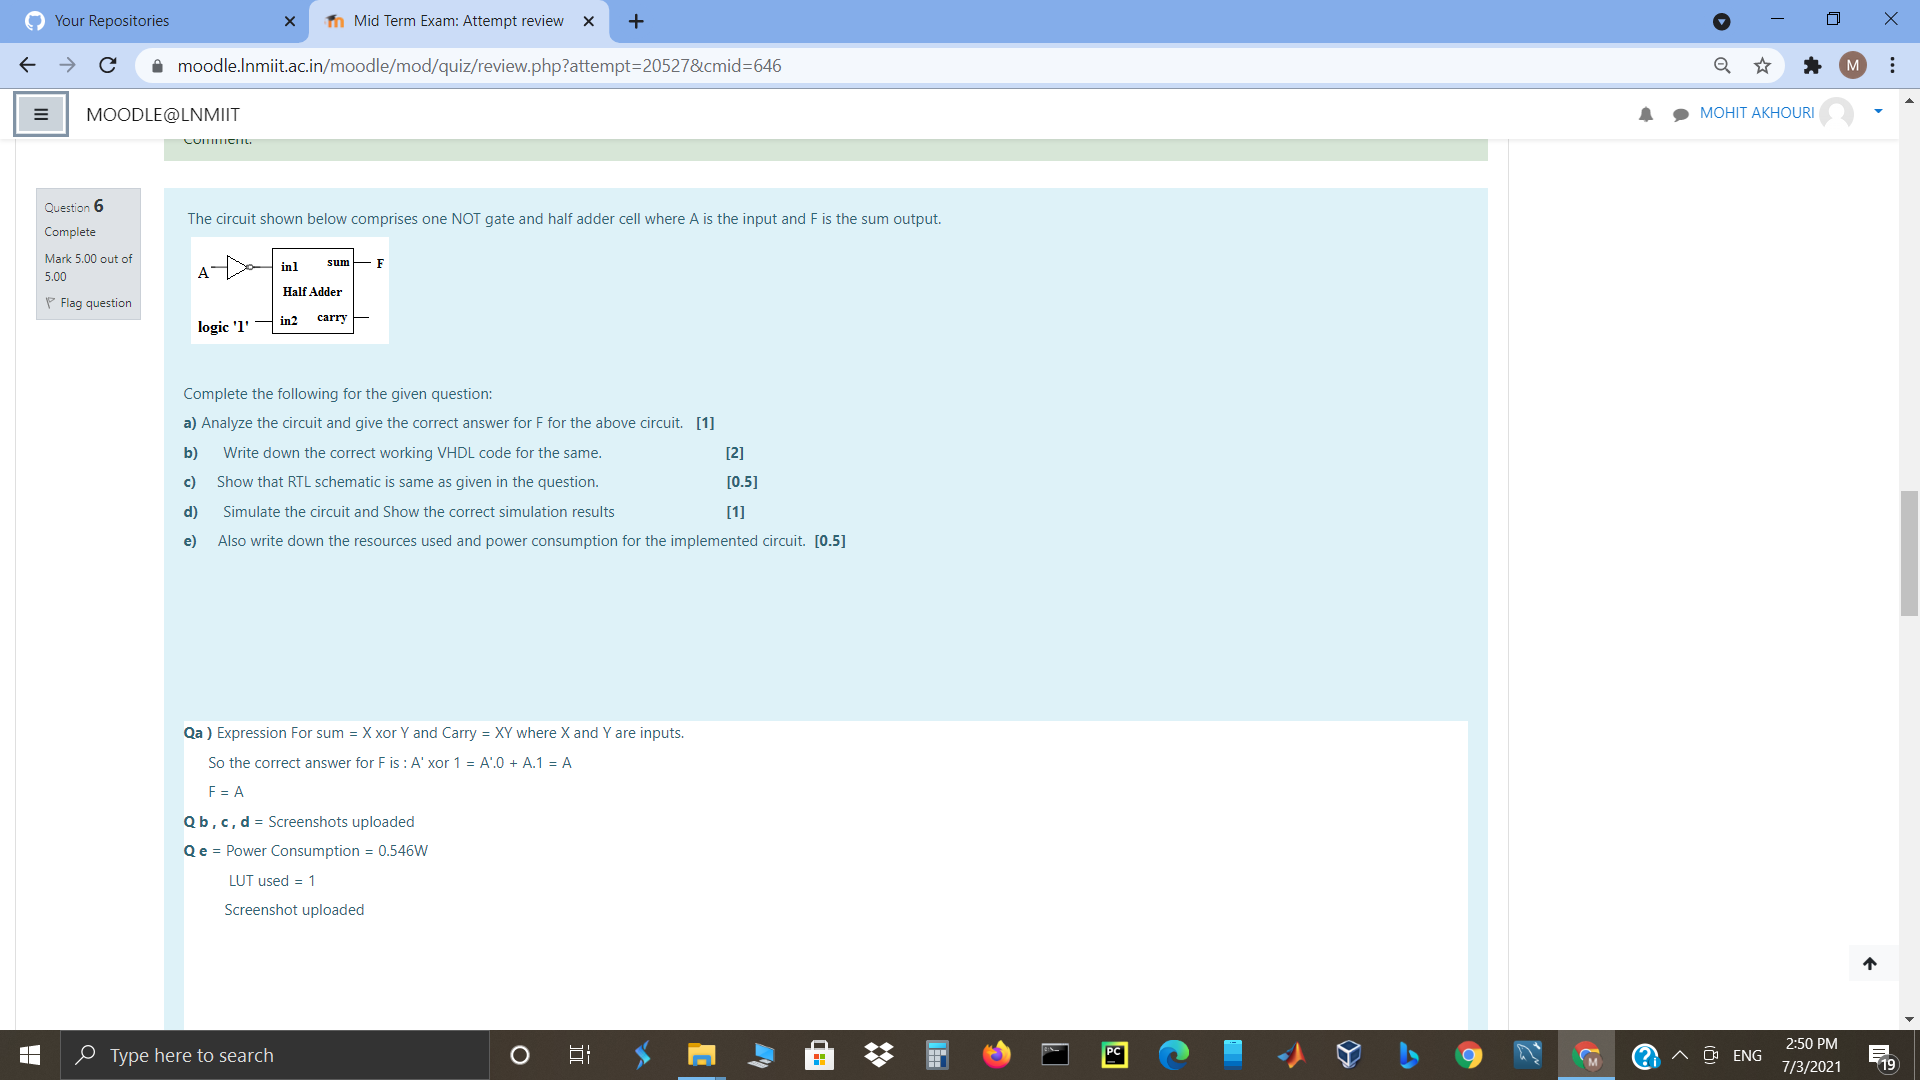 Your Repositories
Mid Term Exam: Attempt review
moodle.lnmiit.ac.in/moodle/mod/quiz/review.php?attempt=20527&cmid=646
M
MOODLE@LNMIIT
MOHIT AKHOURI
Comment:
Question 6
Complete
Mark 5.00 out of
5.00
Flag question
The circuit shown below comprises one NOT gate and half adder cell where A is the input and F is the sum output.
A
in1
sum
F
Half Adder
logic '1'
in2
carry
Complete the following for the given question:
a) Analyze the circuit and give the correct answer for F for the above circuit. [1]
b) Write down the correct working VHDL code for the same. [2]
c) Show that RTL schematic is same as given in the question. [0.5]
d) Simulate the circuit and Show the correct simulation results [1]
e) Also write down the resources used and power consumption for the implemented circuit. [0.5]
Qa ) Expression For sum = X xor Y and Carry = XY where X and Y are inputs.
So the correct answer for F is : A' xor 1 = A'.0 + A.1 = A
F = A
Q b , c , d = Screenshots uploaded
Q e = Power Consumption = 0.546W
LUT used = 1
Screenshot uploaded
Type here to search
PC
M
ENG
2:50 PM
7/3/2021
19